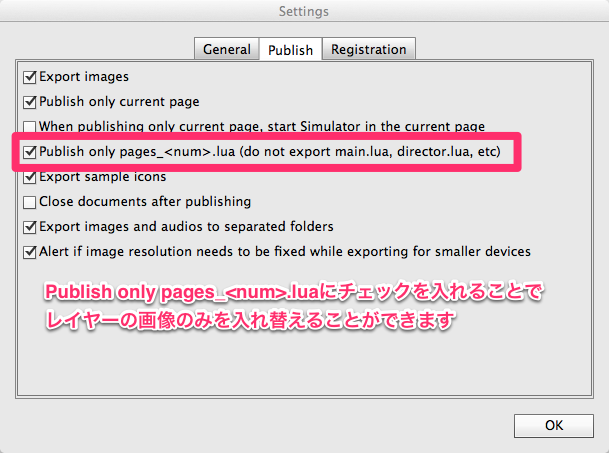 Settings
General Publish Registration
Export images
Publish only current page
When publishing only current page, start Simulator in the current page
Publish only pages_<num>.lua (do not export main.lua, director.lua, etc)
Export sample icons
Close documents after publishing
Export images and audios to separated folders
Alert if image resolution needs to be fixed while exporting for smaller devices
Publish only pages_<num>.luaにチェックを入れることで
レイヤーの画像のみを入れ替えることができます
OK